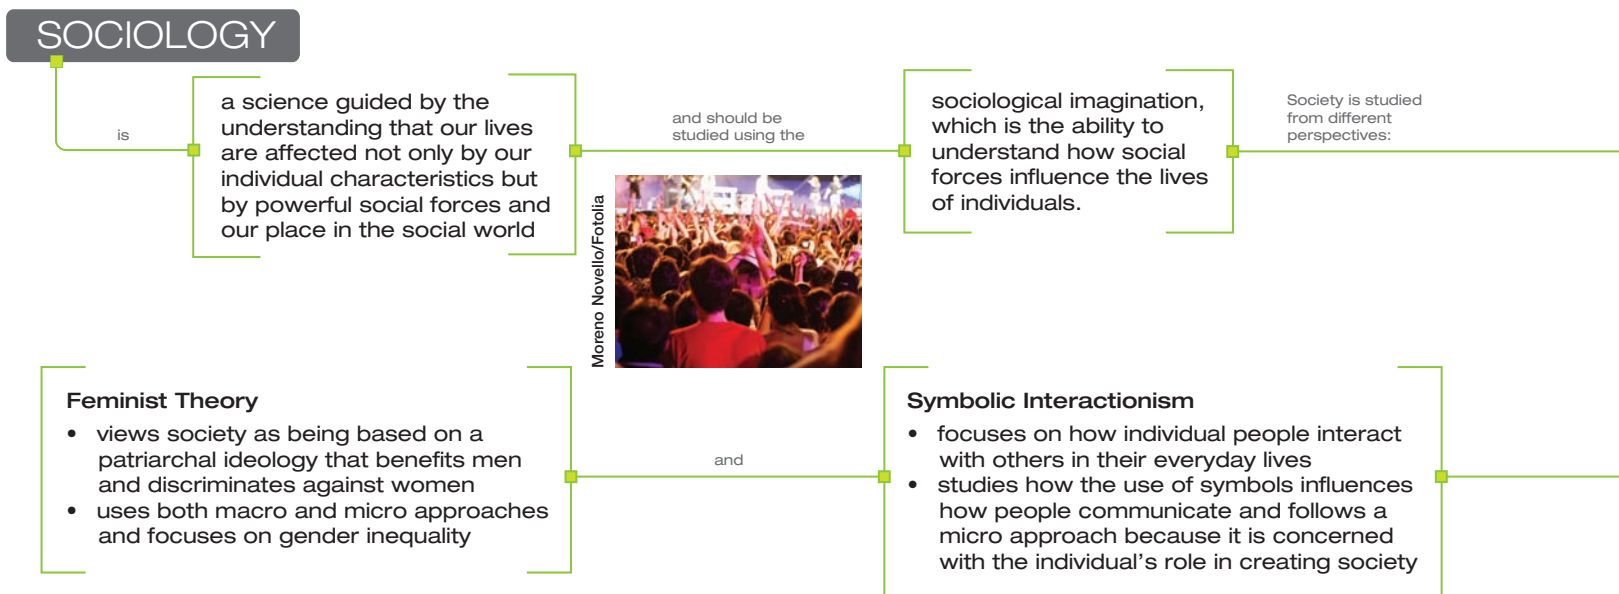 SOCIOLOGY
is
a science guided by the
understanding that our lives
are affected not only by our
individual characteristics but
by powerful social forces and
our place in the social world
and should be
studied using the
sociological imagination,
which is the ability to
understand how social
forces influence the lives
of individuals.
Society is studied
from different
perspectives:
Moreno Novello/Fotolia
Feminist Theory
• views society as being based on a
patriarchal ideology that benefits men
and discriminates against women
• uses both macro and micro approaches
and focuses on gender inequality
and
Symbolic Interactionism
• focuses on how individual people interact
with others in their everyday lives
• studies how the use of symbols influences
how people communicate and follows a
micro approach because it is concerned
with the individual’s role in creating society